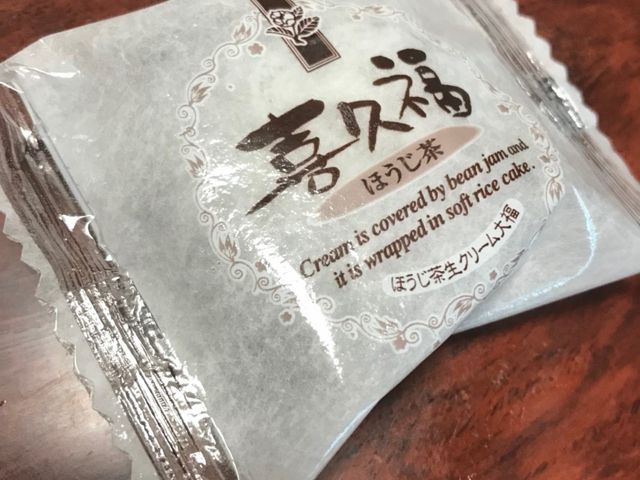 喜久福
ほうじ茶
Cream is covered by bean jam and
it is wrapped in soft rice cake.
ほうじ茶生クリーム大福